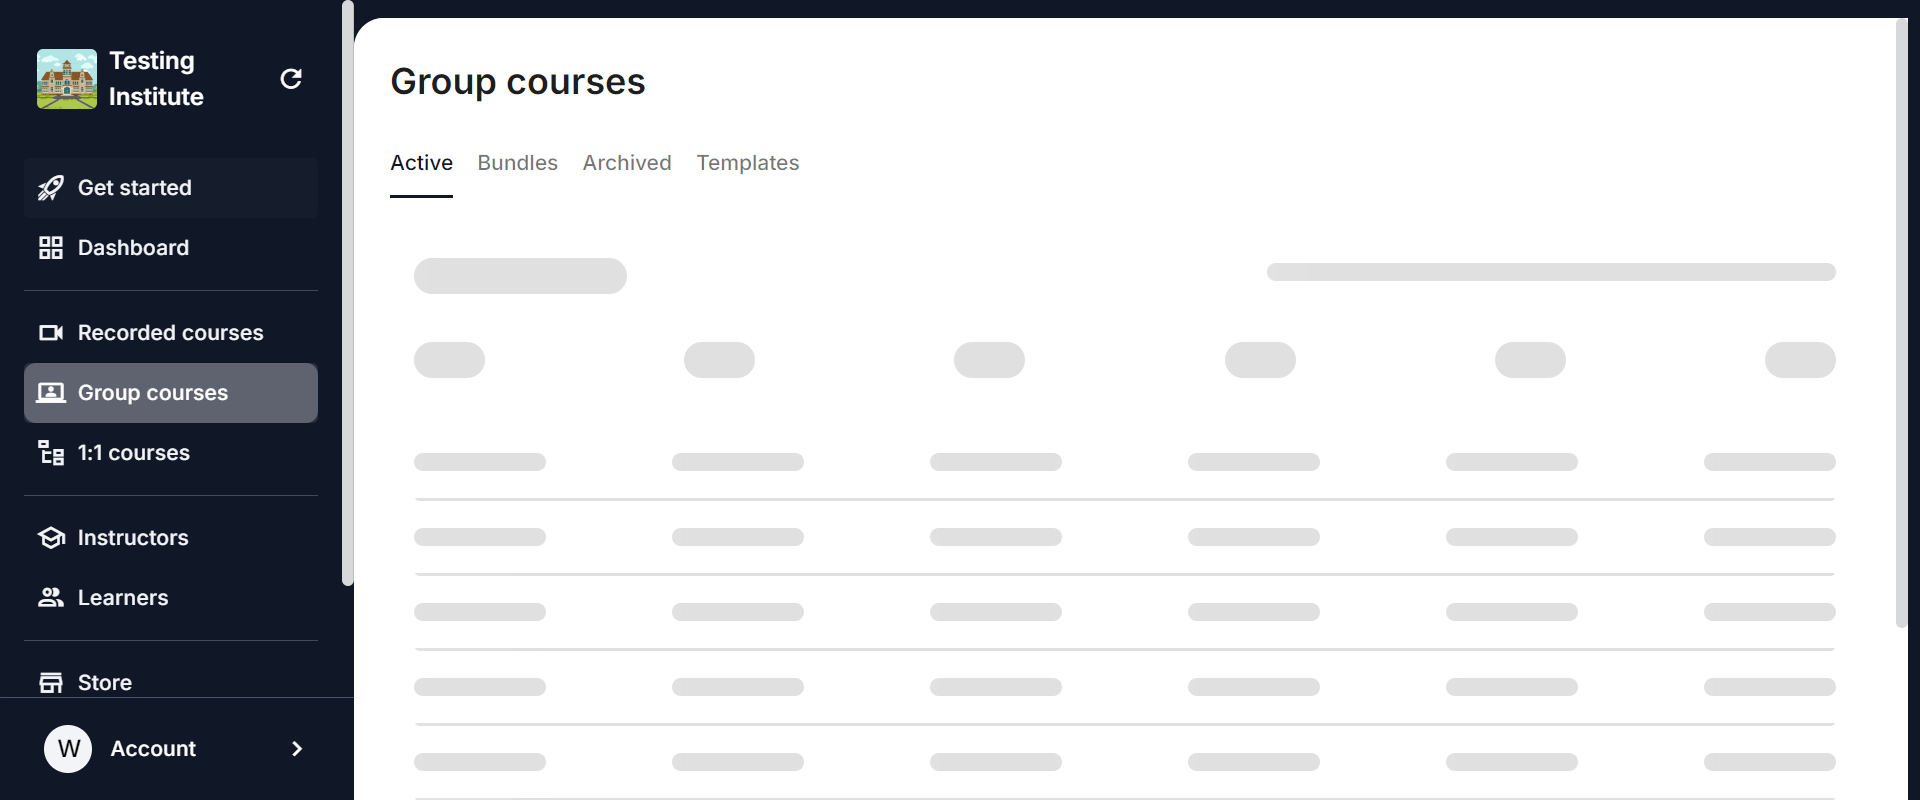 Testing
Institute
Get started
Dashboard
Recorded courses
Group courses
1:1 courses
Instructors
Learners
Store
W Account
Group courses
Active Bundles Archived Templates